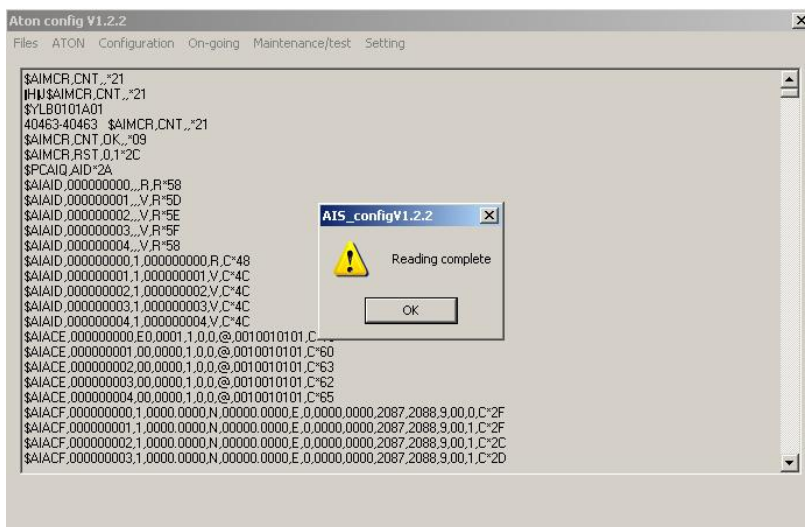 Aton config V1.2.2
Files ATON Configuration On-going Maintenance/test Setting
$AIMCR,CNT,,*21
$AIMCR,CNT,,*21
$YLB0101A01
40463-40463 $AIMCR,CNT,,*21
$AIMCR,CNT,OK,,*09
$AIMCR,RST,0,1*2C
$PCAIQ,AID*2A
$AIAID,000000000,,,R,R*58
$AIAID,000000001,,,V,R*5D
$AIAID,000000002,,,V,R*5E
$AIAID,000000003,,,V,R*5F
$AIAID,000000004,,,V,R*58
$AIAID,000000000,1,000000000,R,C*48
$AIAID,000000001,1,000000001,V,C*4C
$AIAID,000000002,1,000000002,V,C*4C
$AIAID,000000003,1,000000003,V,C*4C
$AIAID,000000004,1,000000004,V,C*4C
$AIACE,000000000,E0,0001,1,0,0,@,0010010101,
$AIACE,000000001,00,0000,1,0,0,@,0010010101,C*60
$AIACE,000000002,00,0000,1,0,0,@,0010010101,C*63
$AIACE,000000003,00,0000,1,0,0,@,0010010101,C*62
$AIACE,000000004,00,0000,1,0,0,@,0010010101,C*65
$AIACF,000000000,1,0000.0000,N,00000.0000,E,0,0000,0000,2087,2088,9,00,0,C*2F
$AIACF,000000001,1,0000.0000,N,00000.0000,E,0,0000,0000,2087,2088,9,00,1,C*2F
$AIACF,000000002,1,0000.0000,N,00000.0000,E,0,0000,0000,2087,2088,9,00,1,C*2C
$AIACF,000000003,1,0000.0000,N,00000.0000,E,0,0000,0000,2087,2088,9,00,1,C*2D
AIS_configV1.2.2
Reading complete
OK